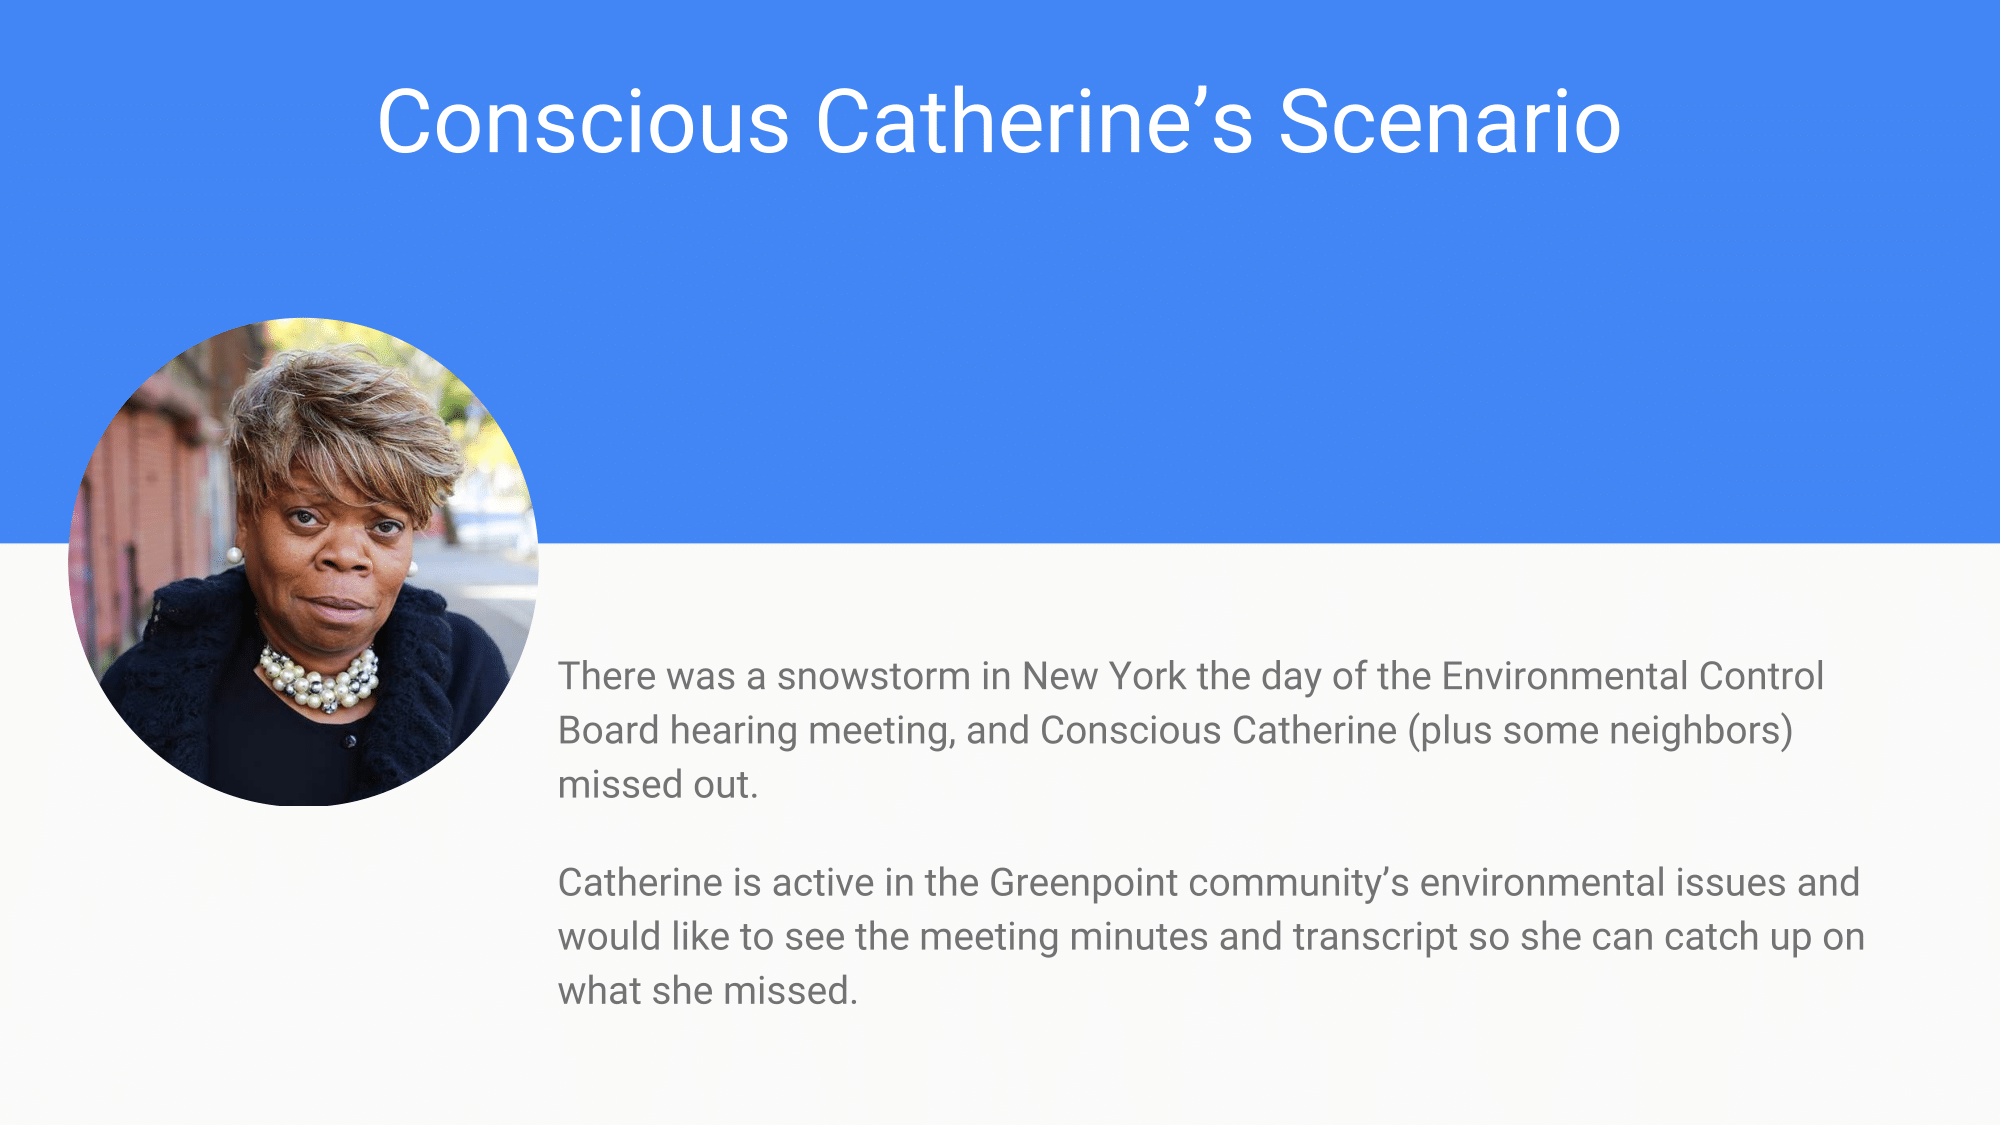 Conscious Catherine’s Scenario
There was a snowstorm in New York the day of the Environmental Control
Board hearing meeting, and Conscious Catherine (plus some neighbors)
missed out.
Catherine is active in the Greenpoint community’s environmental issues and
would like to see the meeting minutes and transcript so she can catch up on
what she missed.